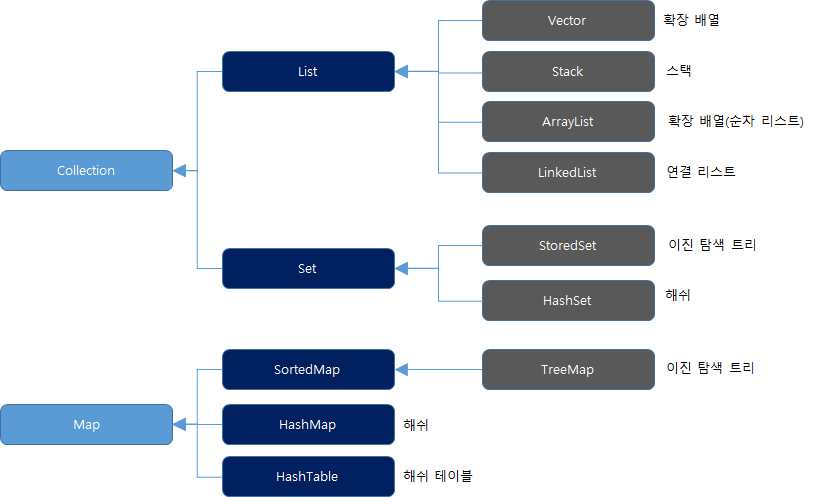 Vector 확장 배열
List Stack 스택
ArrayList 확장 배열(순차 리스트)
Collection LinkedList 연결 리스트
StoredSet 이진 탐색 트리
Set
HashSet 해쉬
SortedMap TreeMap 이진 탐색 트리
Map HashMap 해쉬
HashTable 해쉬 테이블